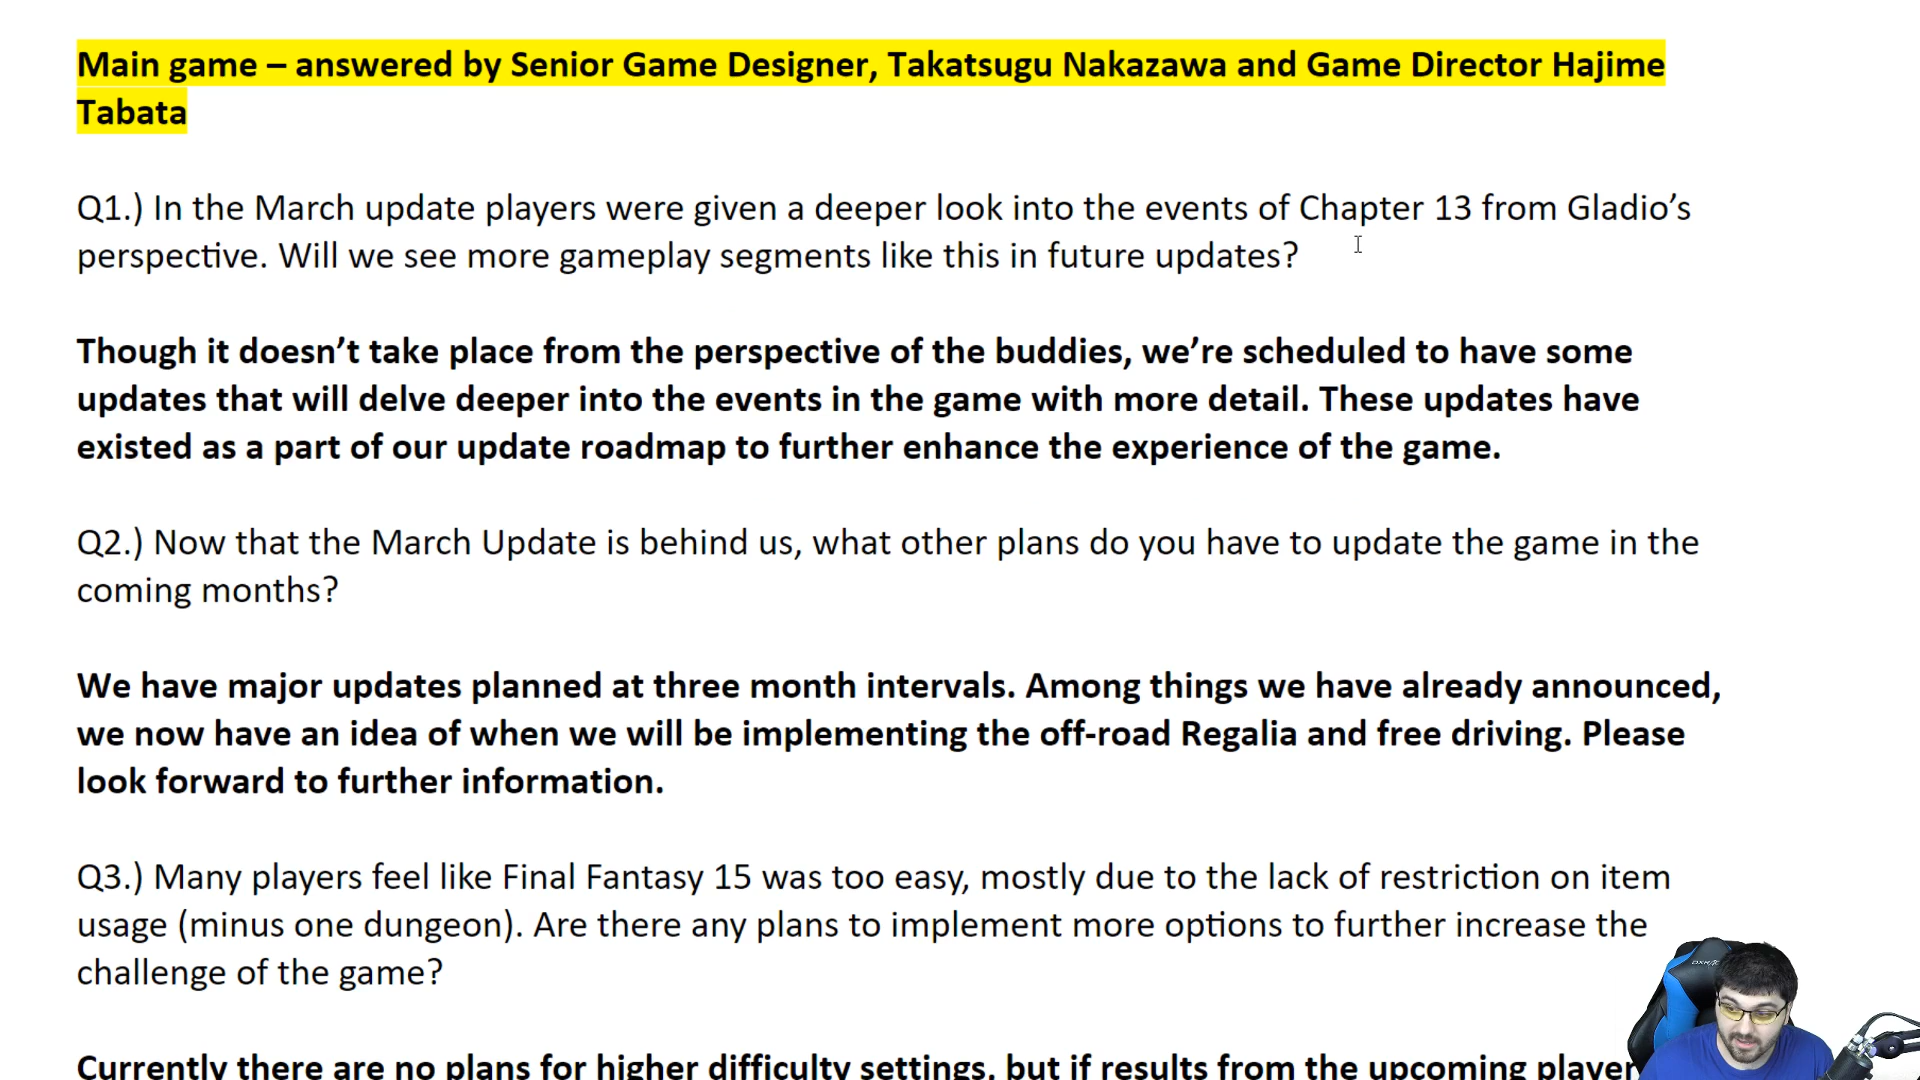 Main game – answered by Senior Game Designer, Takatsugu Nakazawa and Game Director Hajime
Tabata
Q1.) In the March update players were given a deeper look into the events of Chapter 13 from Gladio’s
perspective. Will we see more gameplay segments like this in future updates?
Though it doesn’t take place from the perspective of the buddies, we’re scheduled to have some
updates that will delve deeper into the events in the game with more detail. These updates have
existed as a part of our update roadmap to further enhance the experience of the game.
Q2.) Now that the March Update is behind us, what other plans do you have to update the game in the
coming months?
We have major updates planned at three month intervals. Among things we have already announced,
we now have an idea of when we will be implementing the off-road Regalia and free driving. Please
look forward to further information.
Q3.) Many players feel like Final Fantasy 15 was too easy, mostly due to the lack of restriction on item
usage (minus one dungeon). Are there any plans to implement more options to further increase the
challenge of the game?
Currently there are no plans for higher difficulty settings, but if results from the upcoming player